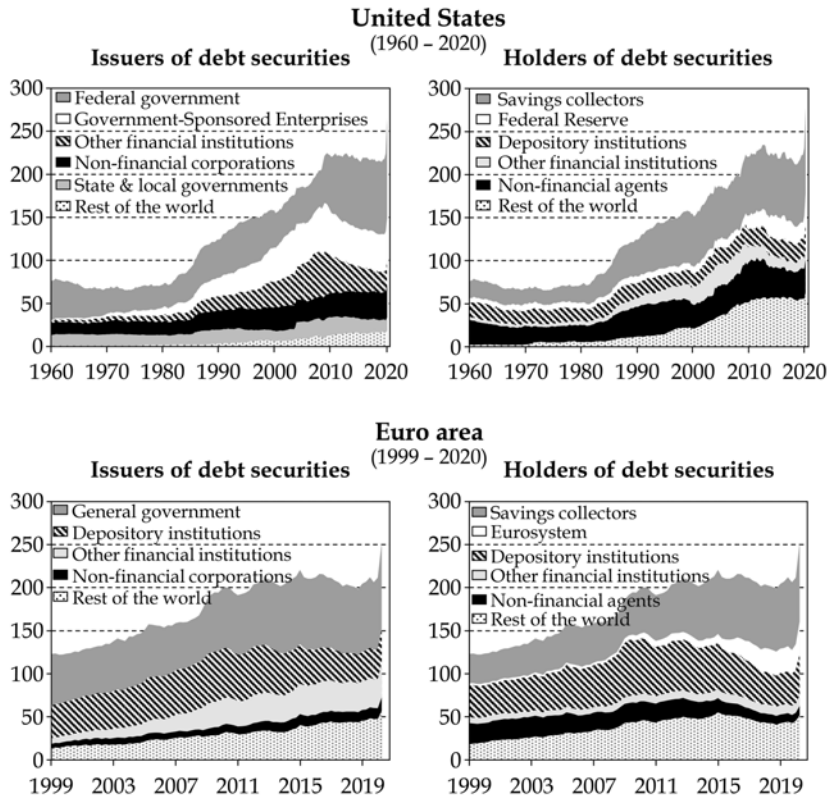 United States
(1960 – 2020)
Issuers of debt securities
Holders of debt securities
300
250
200
150
100
50
0
Federal government
Government-Sponsored Enterprises
Other financial institutions
Non-financial corporations
State & local governments
Rest of the world
1960 1970 1980 1990 2000 2010 2020
300
250
200
150
100
50
0
Savings collectors
Federal Reserve
Depository institutions
Other financial institutions
Non-financial agents
Rest of the world
1960 1970 1980 1990 2000 2010 2020
Euro area
(1999 – 2020)
Issuers of debt securities
Holders of debt securities
300
250
200
150
100
50
0
General government
Depository institutions
Other financial institutions
Non-financial corporations
Rest of the world
1999 2003 2007 2011 2015 2019
300
250
200
150
100
50
0
Savings collectors
Eurosystem
Depository institutions
Other financial institutions
Non-financial agents
Rest of the world
1999 2003 2007 2011 2015 2019